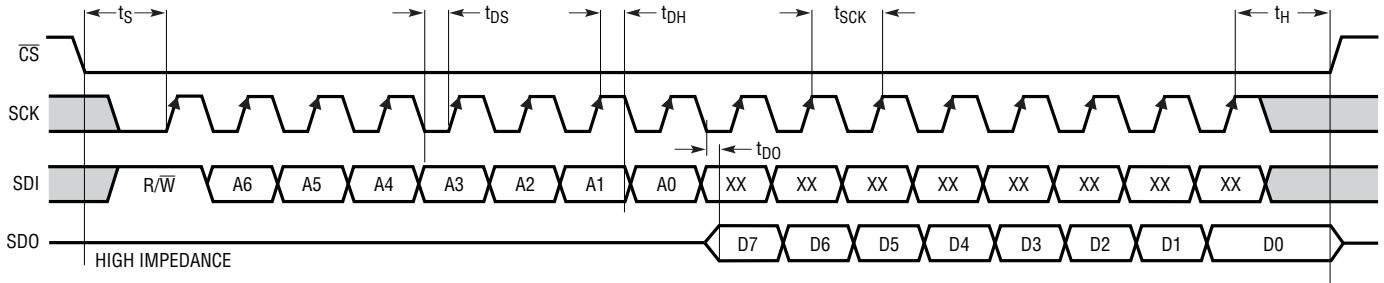 tS tDS tDH tSCK tH
CS
SCK
tDO
SDI R/W A6 A5 A4 A3 A2 A1 A0 XX XX XX XX XX XX XX XX
SDO D7 D6 D5 D4 D3 D2 D1 D0
HIGH IMPEDANCE